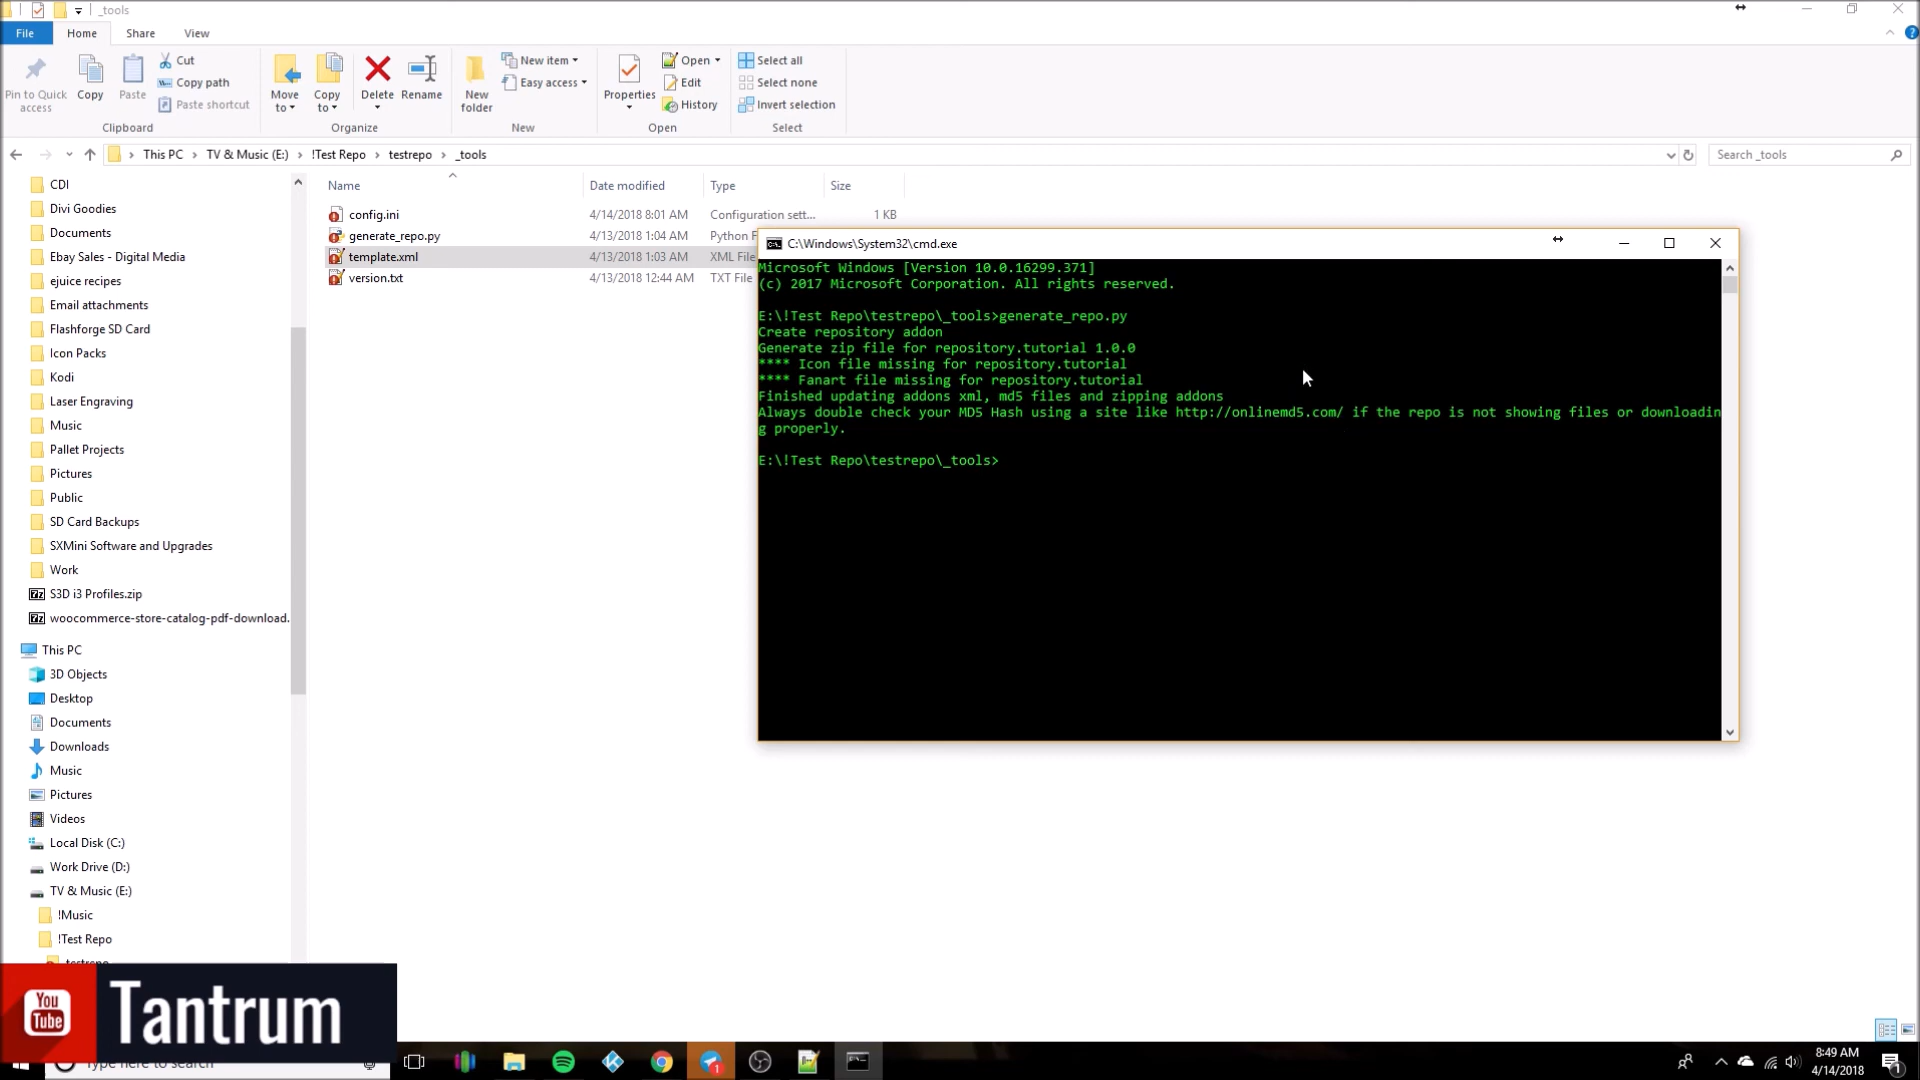 _tools
File
Home
Share
View
Pin to Quick access
Copy
Paste
Cut
Copy path
Paste shortcut
Clipboard
Move to
Copy to
Delete
Rename
Organize
New folder
New item
Easy access
New
Properties
Open
Edit
History
Open
Select all
Select none
Invert selection
Select
This PC > TV & Music (E:) > !Test Repo > testrepo > _tools
Search _tools
CDI
Divi Goodies
Documents
Ebay Sales - Digital Media
ejuice recipes
Email attachments
Flashforge SD Card
Icon Packs
Kodi
Laser Engraving
Music
Pallet Projects
Pictures
Public
SD Card Backups
SXMini Software and Upgrades
Work
S3D i3 Profiles.zip
woocommerce-store-catalog-pdf-download.
This PC
3D Objects
Desktop
Documents
Downloads
Music
Pictures
Videos
Local Disk (C:)
Work Drive (D:)
TV & Music (E:)
!Music
!Test Repo
testrepo
Name Date modified Type Size
config.ini 4/14/2018 8:01 AM Configuration sett... 1 KB
generate_repo.py 4/13/2018 1:04 AM Python F
template.xml 4/13/2018 1:03 AM XML File
version.txt 4/13/2018 12:44 AM TXT File
C:\Windows\System32\cmd.exe
Microsoft Windows [Version 10.0.16299.371]
(c) 2017 Microsoft Corporation. All rights reserved.
E:\!Test Repo\testrepo\_tools>generate_repo.py
Create repository addon
Generate zip file for repository.tutorial 1.0.0
**** Icon file missing for repository.tutorial
**** Fanart file missing for repository.tutorial
Finished updating addons xml, md5 files and zipping addons
Always double check your MD5 Hash using a site like http://onlinemd5.com/ if the repo is not showing files or downloadin
g properly.
E:\!Test Repo\testrepo\_tools>
You Tube
Tantrum
Type here to search
8:49 AM
4/14/2018